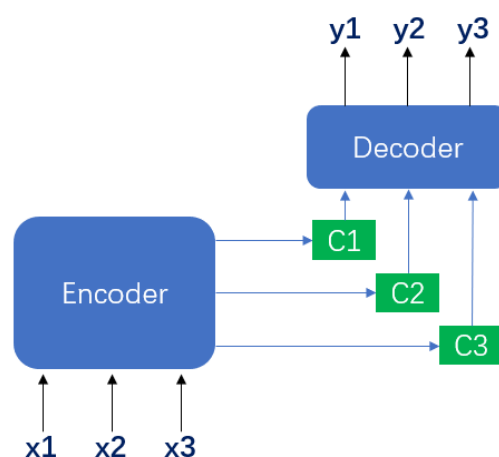 y1 y2 y3
Decoder
C1
Encoder
C2
C3
x1 x2 x3